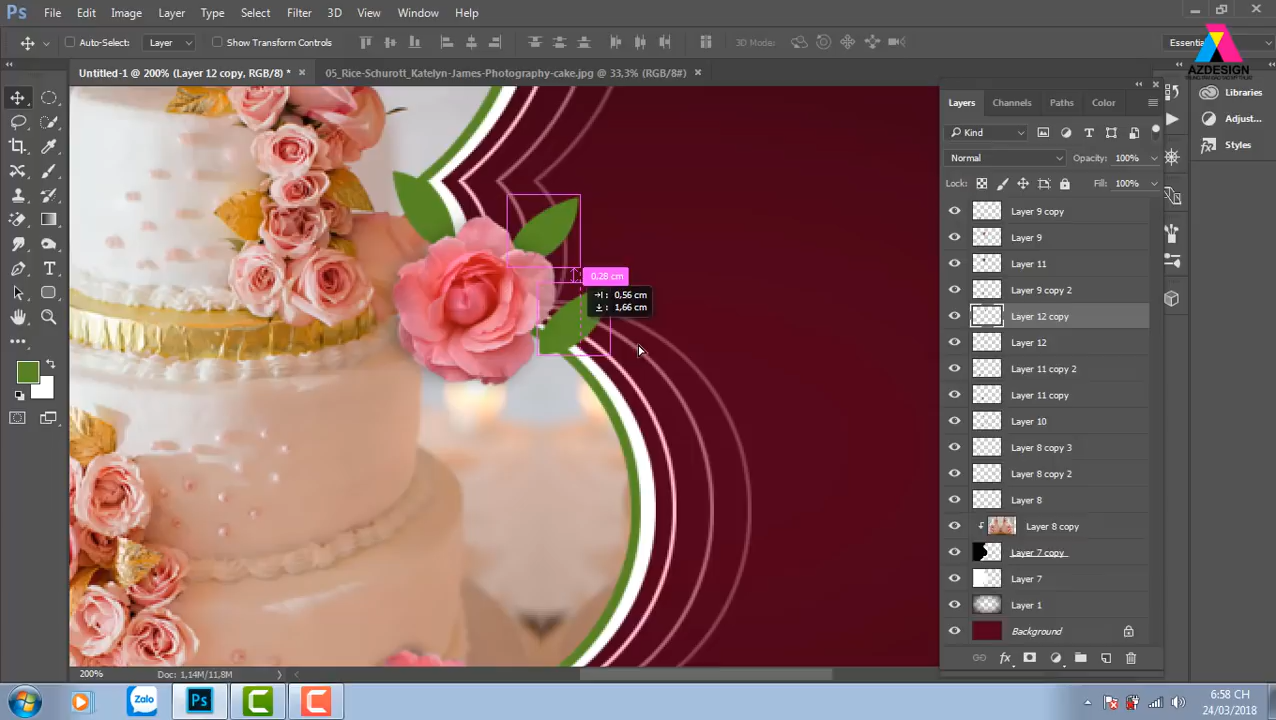 Ps File Edit Image Layer Type Select Filter 3D View Window Help
Auto-Select: Layer Show Transform Controls 3D Mode: Essenti
AZDESIGN
Untitled-1 @ 200% (Layer 12 copy, RGB/8) * × 05_Rice-Schurott_Katelyn-James-Photography-cake.jpg @ 33,3% (RGB/8#) ×
Layers Channels Paths Color
Libraries
Adjust...
Styles
Kind
Normal Opacity: 100%
Lock: Fill: 100%
Layer 9 copy
Layer 9
Layer 11
Layer 9 copy 2
Layer 12 copy
Layer 12
Layer 11 copy 2
Layer 11 copy
Layer 10
Layer 8 copy 3
Layer 8 copy 2
Layer 8
Layer 8 copy
Layer 7 copy
Layer 7
Layer 1
Background
0,28 cm
0,56 cm
1,66 cm
200% Doc: 1,14M/11,8M
Zalo
Ps
C
C
6:58 CH
24/03/2018